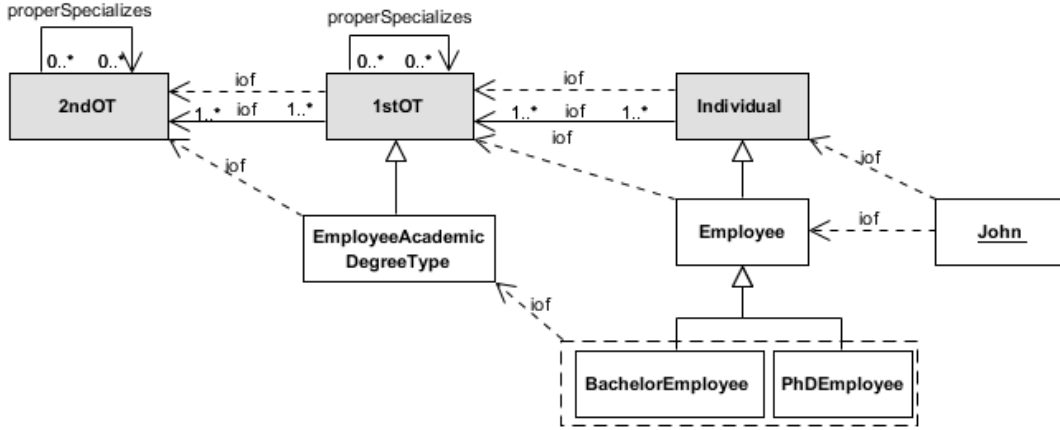 properSpecializes
properSpecializes
0..* 0..*
0..* 0..*
iof
iof
2ndOT
1stOT
Individual
1..* iof 1..*
1..* iof 1..*
iof
iof
iof
EmployeeAcademic
DegreeType
Employee
iof
John
iof
BachelorEmployee
PhDEmployee